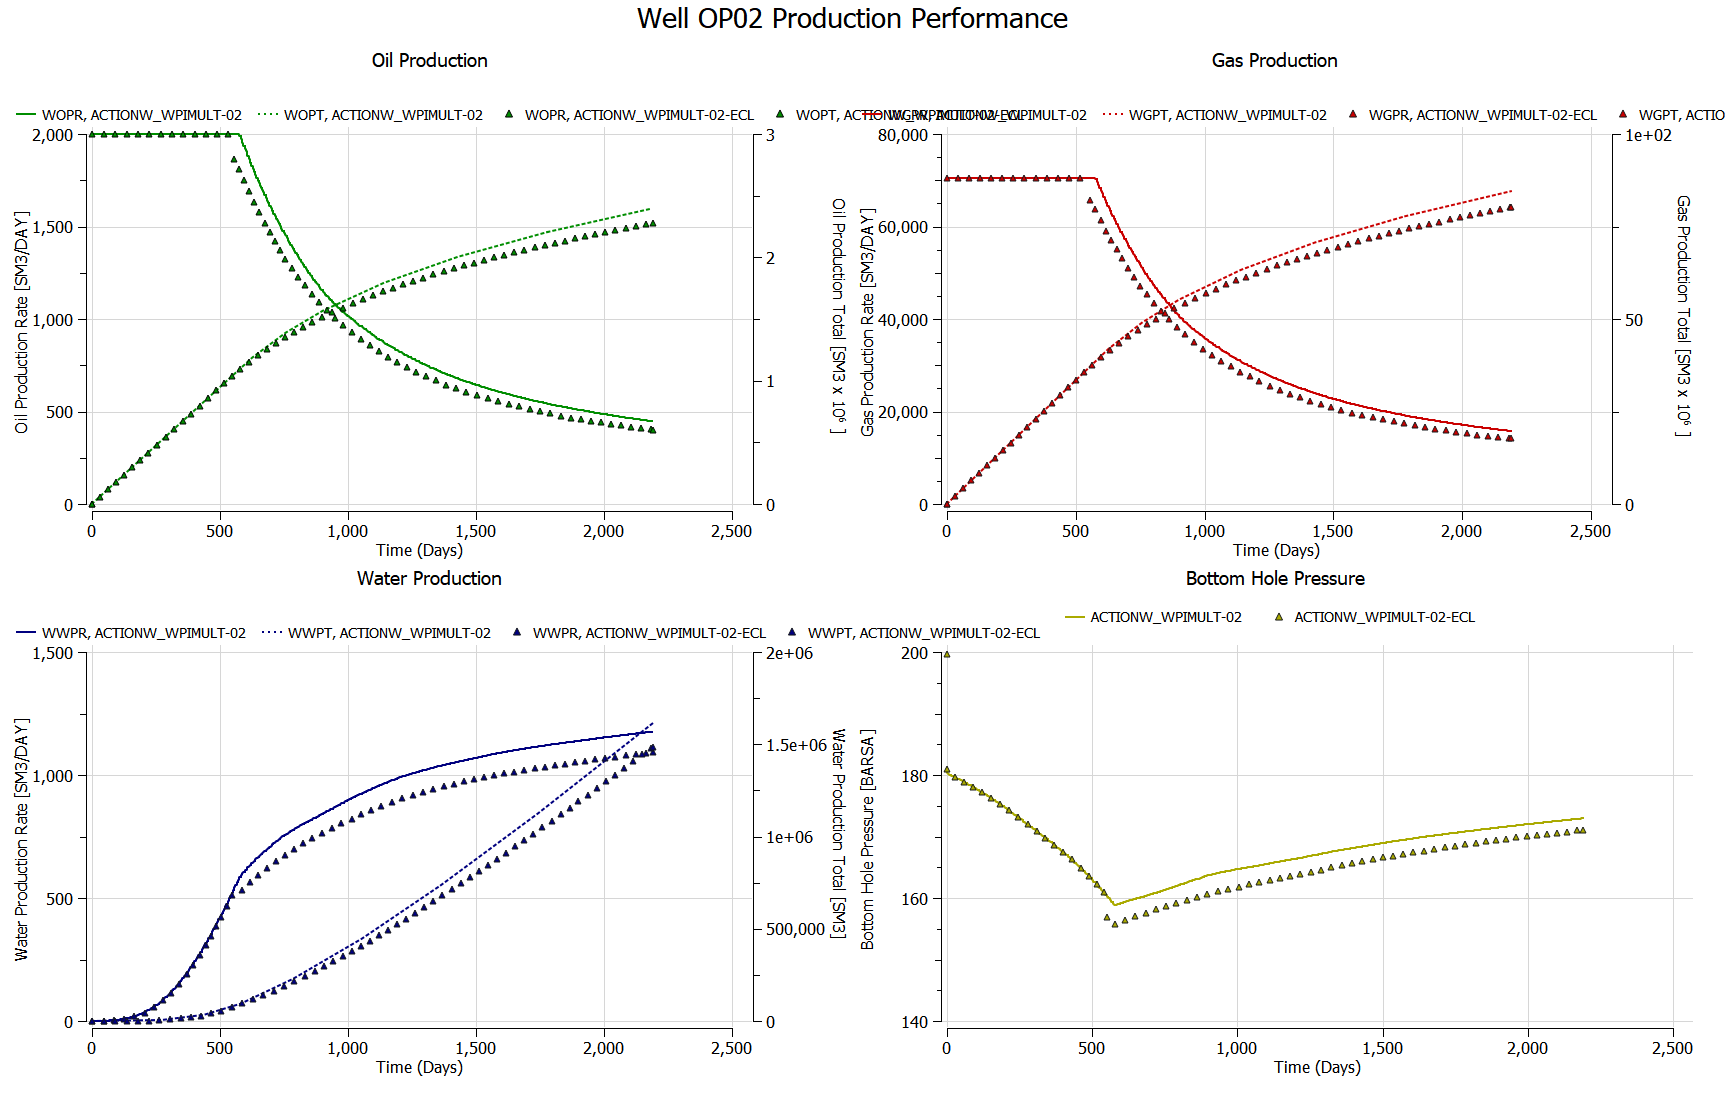 Well OP02 Production Performance
Oil Production
WOPR, ACTIONW_WPIMULT-02 WOPT, ACTIONW_WPIMULT-02 WOPR, ACTIONW_WPIMULT-02-ECL WOPT, ACTIONW_WPIMULT-02-ECL
2,000
1,500
1,000
500
0
3
2
1
0
Oil Production Rate [SM3/DAY]
Oil Production Total [SM3 x 10⁶ ]
0 500 1,000 1,500 2,000 2,500
Time (Days)
Gas Production
WGPR, ACTIONW_WPIMULT-02 WGPT, ACTIONW_WPIMULT-02 WGPR, ACTIONW_WPIMULT-02-ECL WGPT, ACTIO
80,000
60,000
40,000
20,000
0
1e+02
50
0
Gas Production Rate [SM3/DAY]
Gas Production Total [SM3 x 10⁶ ]
0 500 1,000 1,500 2,000 2,500
Time (Days)
Water Production
WWPR, ACTIONW_WPIMULT-02 WWPT, ACTIONW_WPIMULT-02 WWPR, ACTIONW_WPIMULT-02-ECL WWPT, ACTIONW_WPIMULT-02-ECL
1,500
1,000
500
0
2e+06
1.5e+06
1e+06
500,000
0
Water Production Rate [SM3/DAY]
Water Production Total [SM3]
0 500 1,000 1,500 2,000 2,500
Time (Days)
Bottom Hole Pressure
ACTIONW_WPIMULT-02 ACTIONW_WPIMULT-02-ECL
200
180
160
140
Bottom Hole Pressure [BARSA]
0 500 1,000 1,500 2,000 2,500
Time (Days)